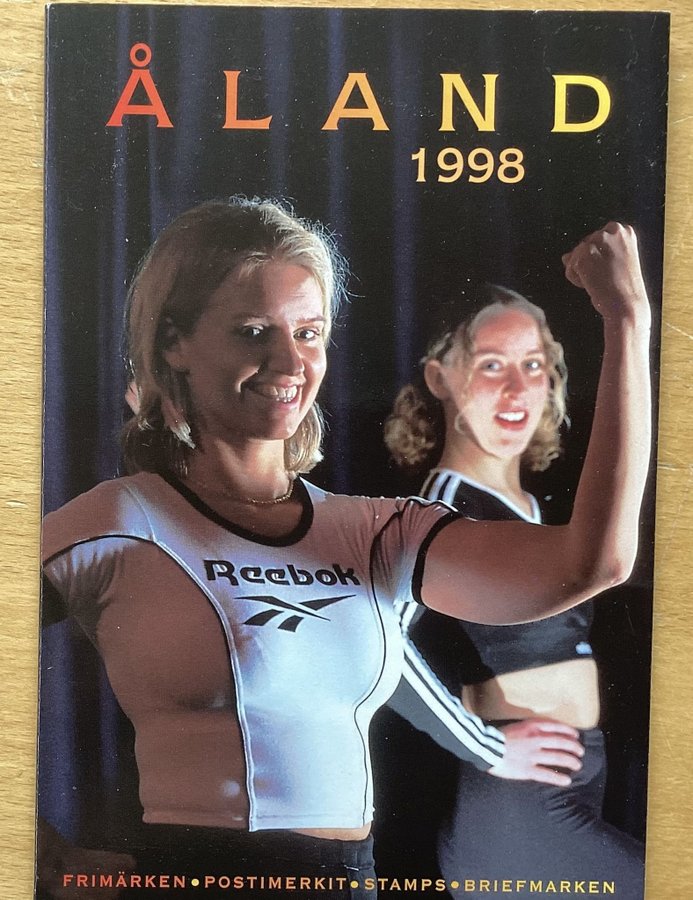 ÅLAND
1998
Reebok
FRIMÄRKEN • POSTIMERKIT • STAMPS • BRIEFMARKEN